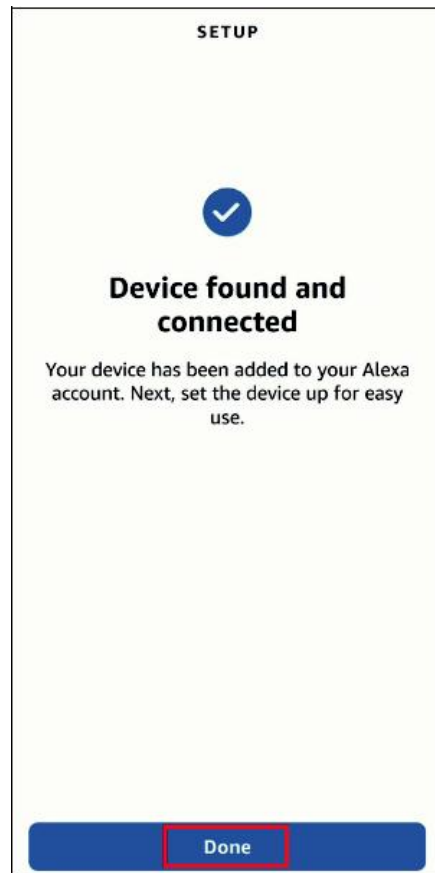 SETUP
Device found and
connected
Your device has been added to your Alexa
account. Next, set the device up for easy
use.
Done